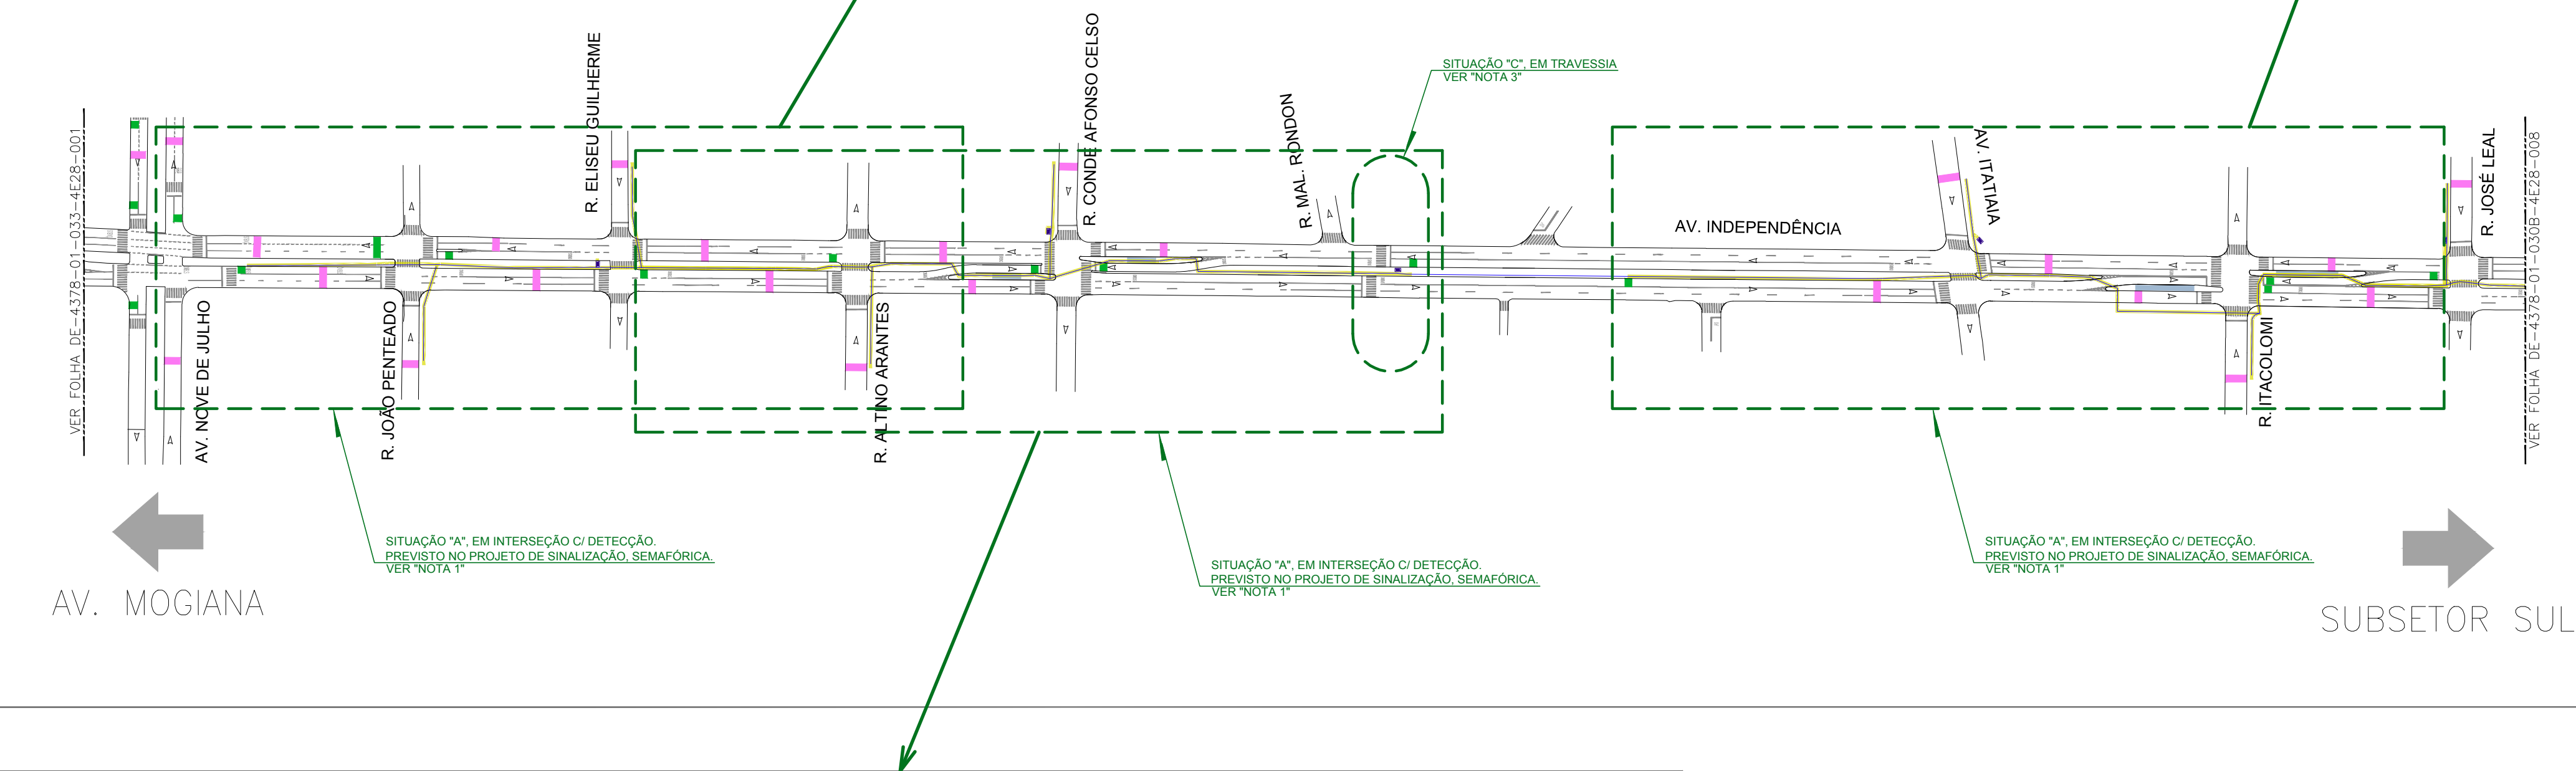 SITUAÇÃO "C", EM TRAVESSIA
VER "NOTA 3"
R. ELISEU GUILHERME
R. CONDE AFONSO CELSO
R. MAL. RONDON
AV. ITATIAIA
R. JOSÉ LEAL
VER FOLHA DE-4378-01-033-4E28-001
VER FOLHA DE-4378-01-030B-4E28-008
AV. INDEPENDÊNCIA
AV. NOVE DE JULHO
R. JOÃO PENTEADO
R. ALTINO ARANTES
R. ITACOLOMI
SITUAÇÃO "A", EM INTERSEÇÃO C/ DETECÇÃO.
PREVISTO NO PROJETO DE SINALIZAÇÃO, SEMAFÓRICA.
VER "NOTA 1"
SITUAÇÃO "A", EM INTERSEÇÃO C/ DETECÇÃO.
PREVISTO NO PROJETO DE SINALIZAÇÃO, SEMAFÓRICA.
VER "NOTA 1"
SITUAÇÃO "A", EM INTERSEÇÃO C/ DETECÇÃO.
PREVISTO NO PROJETO DE SINALIZAÇÃO, SEMAFÓRICA.
VER "NOTA 1"
AV. MOGIANA
SUBSETOR SUL